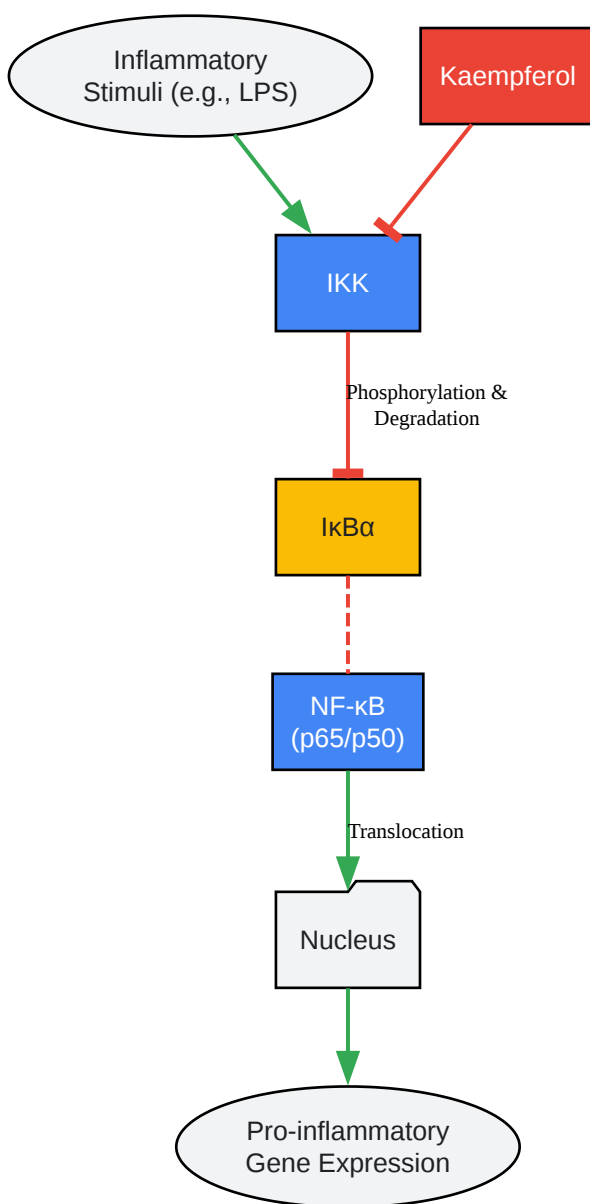 Inflammatory
Stimuli (e.g., LPS)
Kaempferol
IKK
Phosphorylation &
Degradation
IκBα
NF-κB
(p65/p50)
Translocation
Nucleus
Pro-inflammatory
Gene Expression